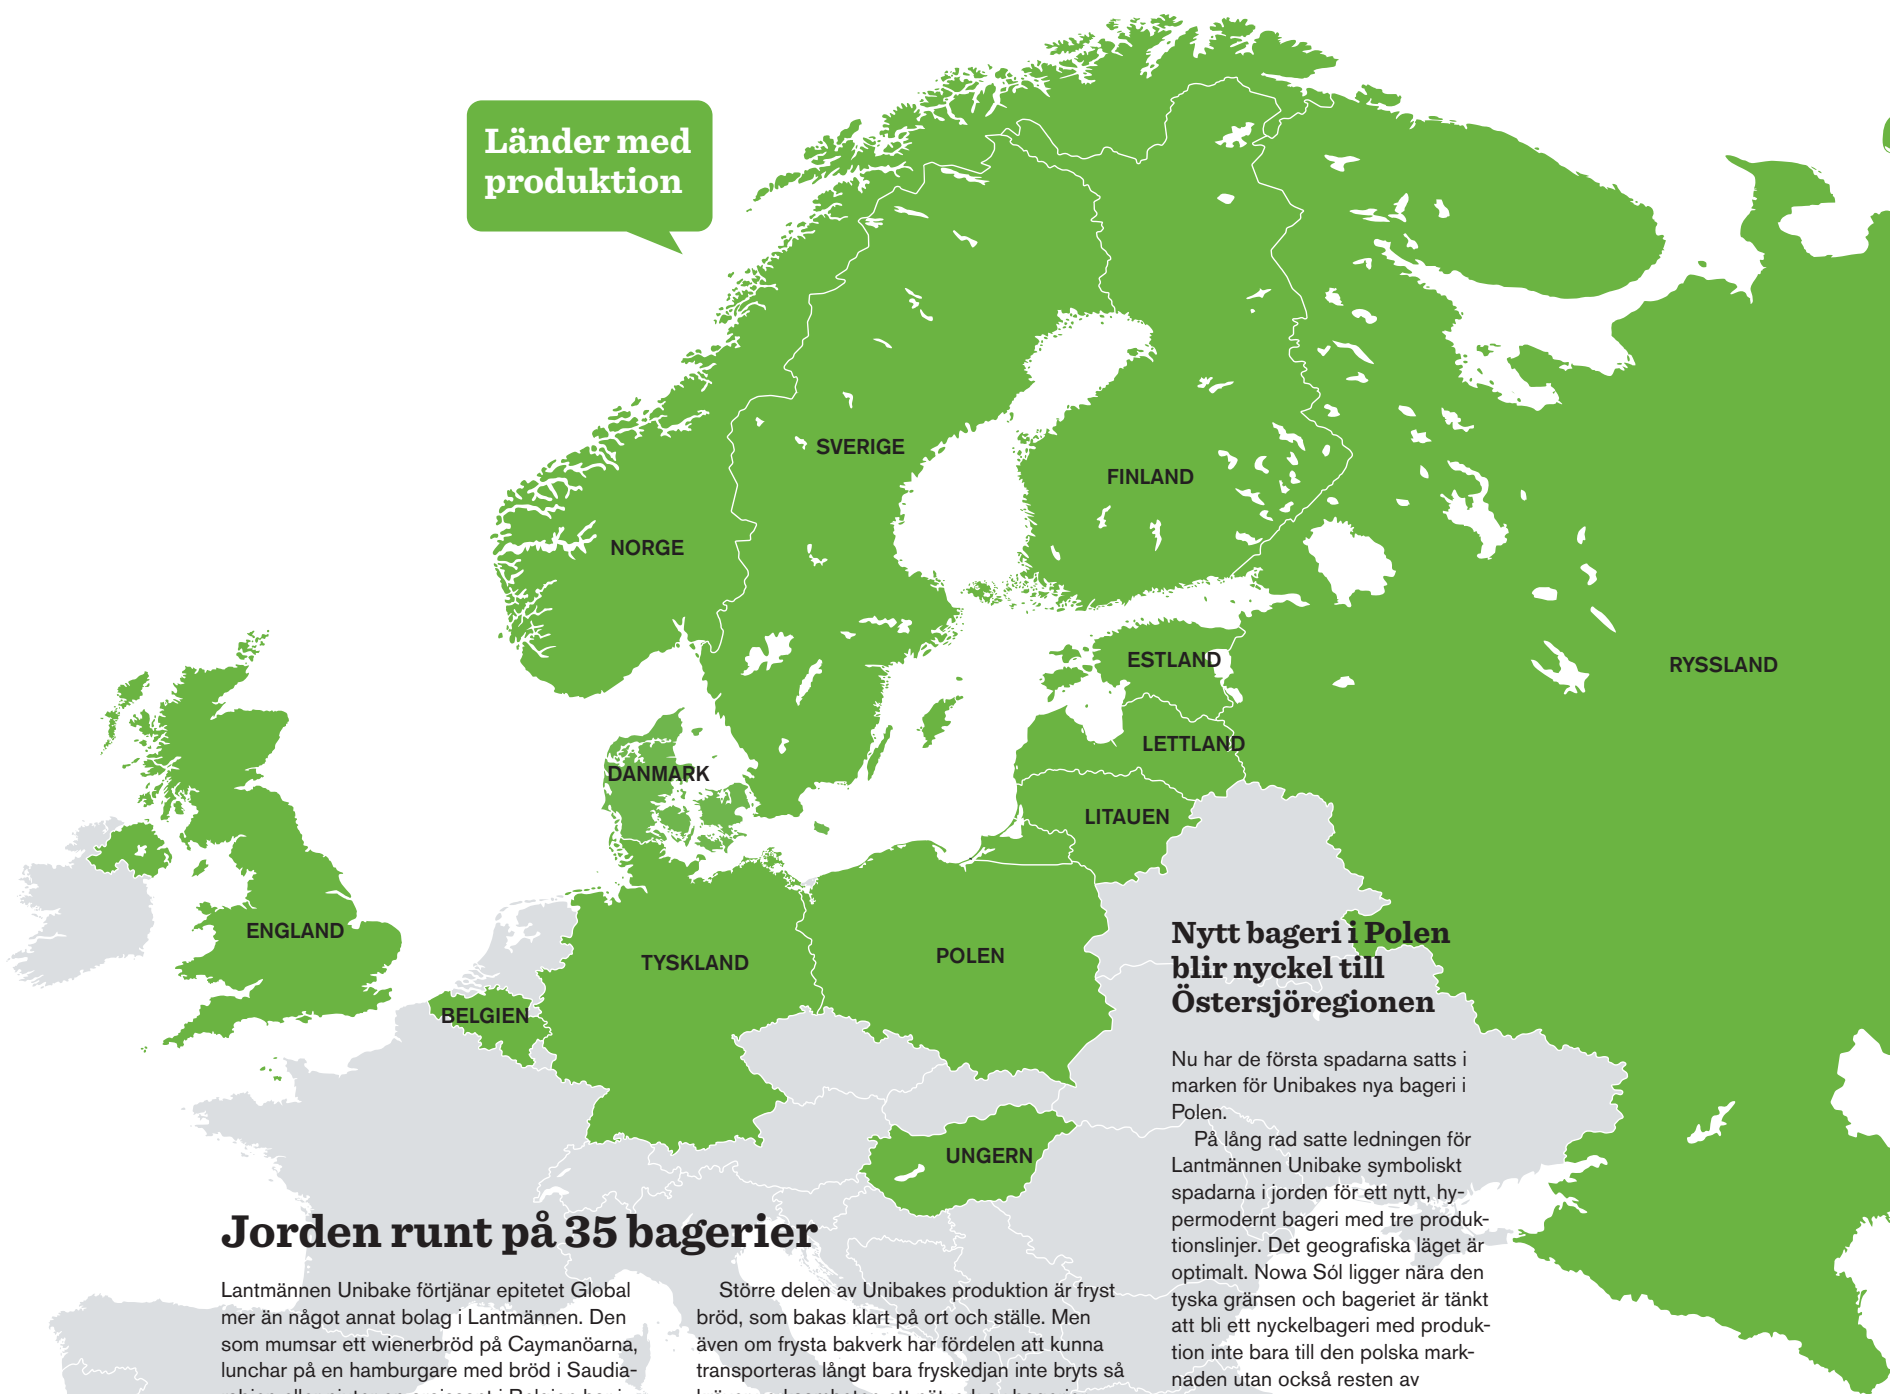 Länder med
produktion
SVERIGE
FINLAND
NORGE
ESTLAND
RYSSLAND
LETTLAND
DANMARK
LITAUEN
ENGLAND
TYSKLAND
POLEN
BELGIEN
UNGERN
Jorden runt på 35 bagerier
Lantmännen Unibake förtjänar epitetet Global
mer än något annat bolag i Lantmännen. Den
som mumsar ett wienerbröd på Caymanöarna,
lunchar på en hamburgare med bröd i Saudia-
Större delen av Unibakes produktion är fryst
bröd, som bakas klart på ort och ställe. Men
även om frysta bakverk har fördelen att kunna
transporteras långt bara fryskedjan inte bryts så
Nytt bageri i Polen
blir nyckel till
Östersjöregionen
Nu har de första spadarna satts i
marken för Unibakes nya bageri i
Polen.
På lång rad satte ledningen för
Lantmännen Unibake symboliskt
spadarna i jorden för ett nytt, hy-
permodernt bageri med tre produk-
tionslinjer. Det geografiska läget är
optimalt. Nowa Sól ligger nära den
tyska gränsen och bageriet är tänkt
att bli ett nyckelbageri med produk-
tion inte bara till den polska mark-
naden utan också resten av